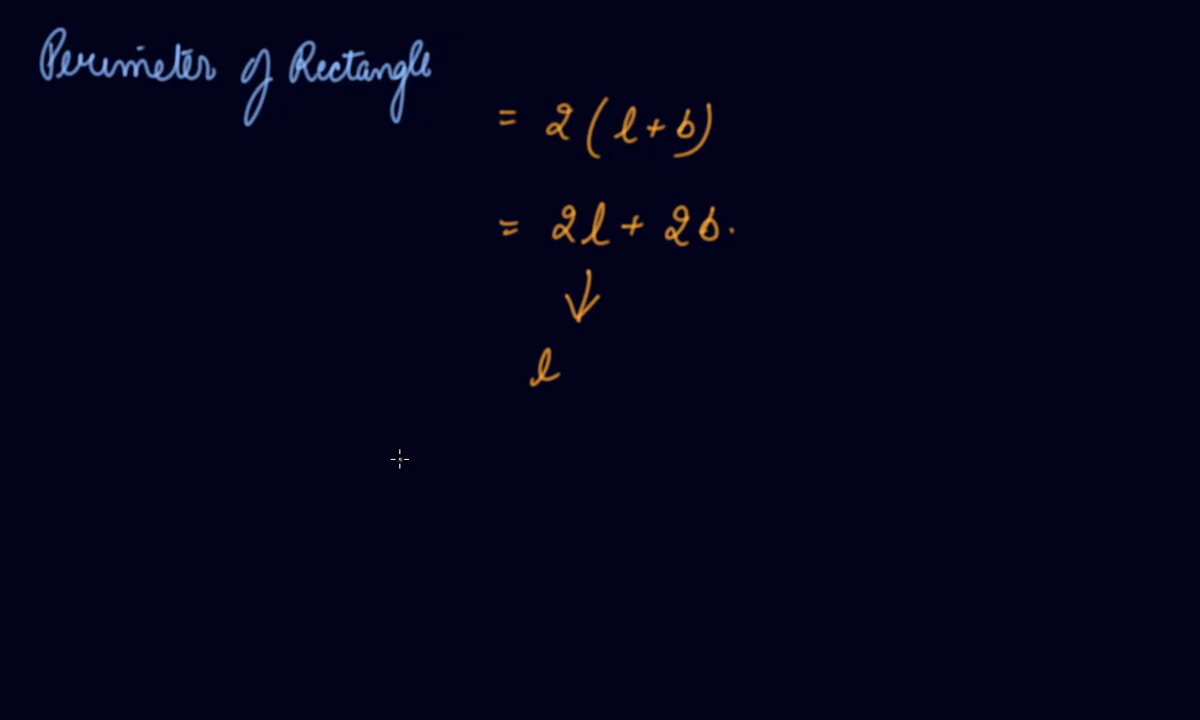 Perimeter of Rectangle
= 2(l+b)
= 2l + 2b.
↓
l